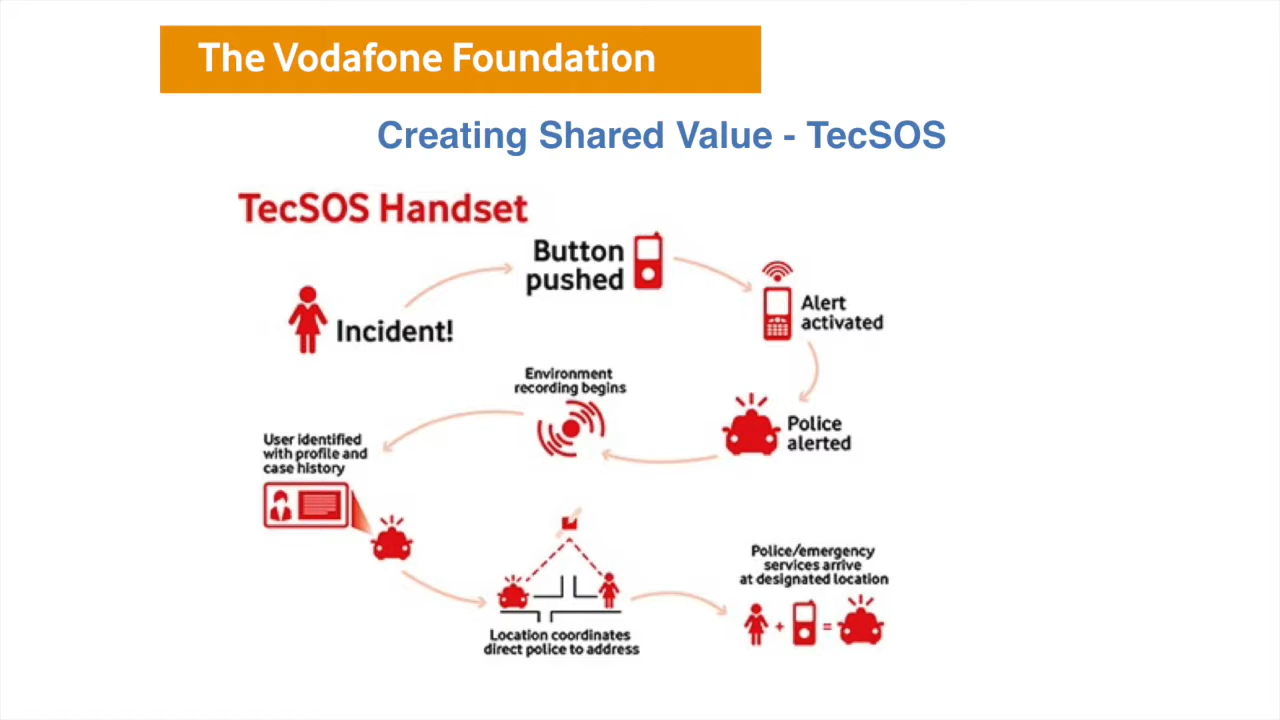 The Vodafone Foundation
Creating Shared Value - TecSOS
TecSOS Handset
Incident!
Button
pushed
Alert
activated
Police
alerted
Environment
recording begins
User identified
with profile and
case history
Location coordinates
direct police to address
Police/emergency
services arrive
at designated location
+
=